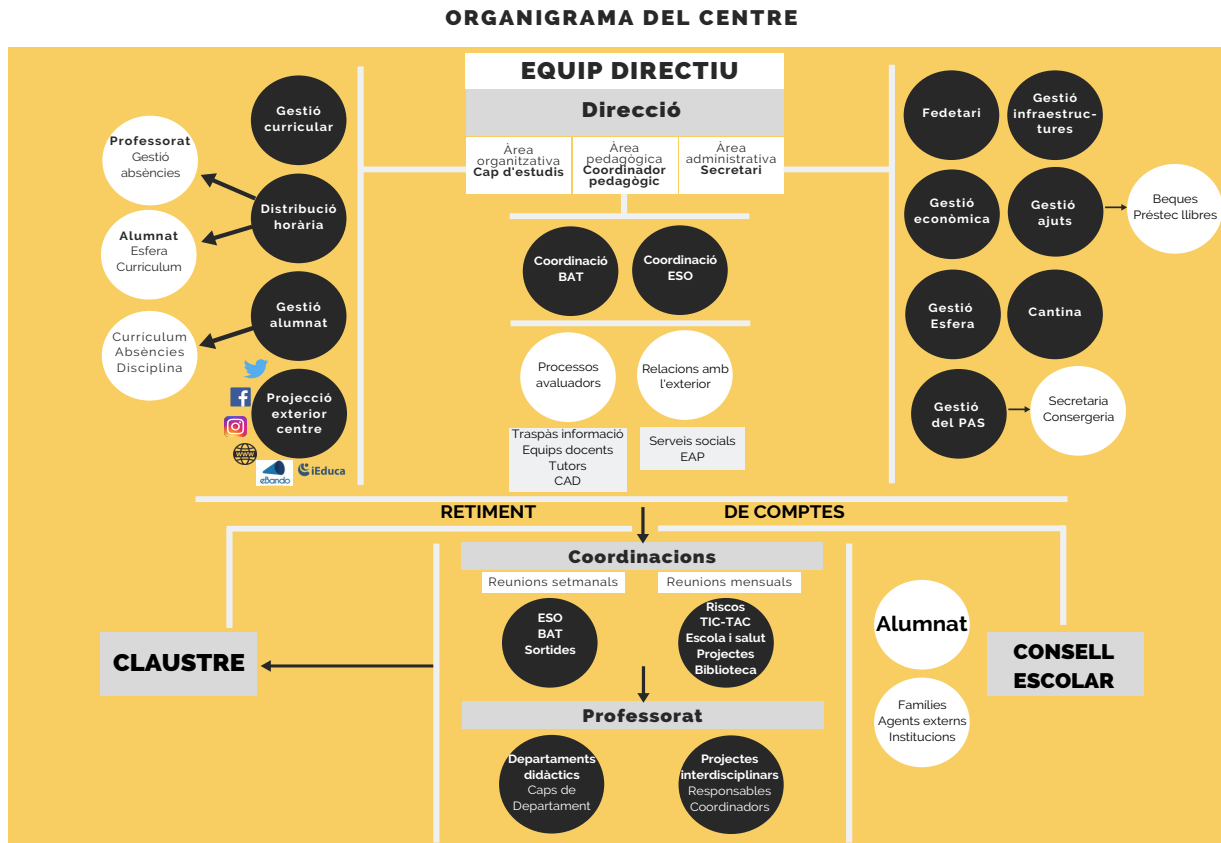 ORGANIGRAMA DEL CENTRE
EQUIP DIRECTIU
Direcció
Àrea
organitzativa
Cap d'estudis
Àrea
pedagògica
Coordinador
pedagògic
Àrea
administrativa
Secretari
Gestió
curricular
Professorat
Gestió
absències
Distribució
horària
Alumnat
Esfera
Curriculum
Gestió
alumnat
Currículum
Absències
Disciplina
Projecció
exterior
centre
WWW
eBando
iEduca
Coordinació
BAT
Coordinació
ESO
Processos
avaluadors
Relacions amb
l'exterior
Traspàs informació
Equips docents
Tutors
CAD
Serveis socials
EAP
Fedetari
Gestió
infraestruc-
tures
Gestió
econòmica
Gestió
ajuts
Beques
Préstec llibres
Gestió
Esfera
Cantina
Gestió
del PAS
Secretaria
Consergeria
RETIMENT
DE COMPTES
Coordinacions
Reunions setmanals
Reunions mensuals
ESO
BAT
Sortides
Riscos
TIC-TAC
Escola i salut
Projectes
Biblioteca
CLAUSTRE
Professorat
Departaments
didàctics
Caps de
Departament
Projectes
interdisciplinars
Responsables
Coordinadors
Alumnat
Famílies
Agents externs
Institucions
CONSELL
ESCOLAR